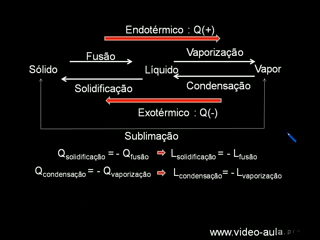 Endotérmico : Q(+)
Fusão
Vaporização
Sólido
Líquido
Vapor
Solidificação
Condensação
Exotérmico : Q(-)
Sublimação
Qsolidificação = - Qfusão
Lsolidificação = - Lfusão
Qcondensação = - Qvaporização
Lcondensação = - Lvaporização
www.video-aula.